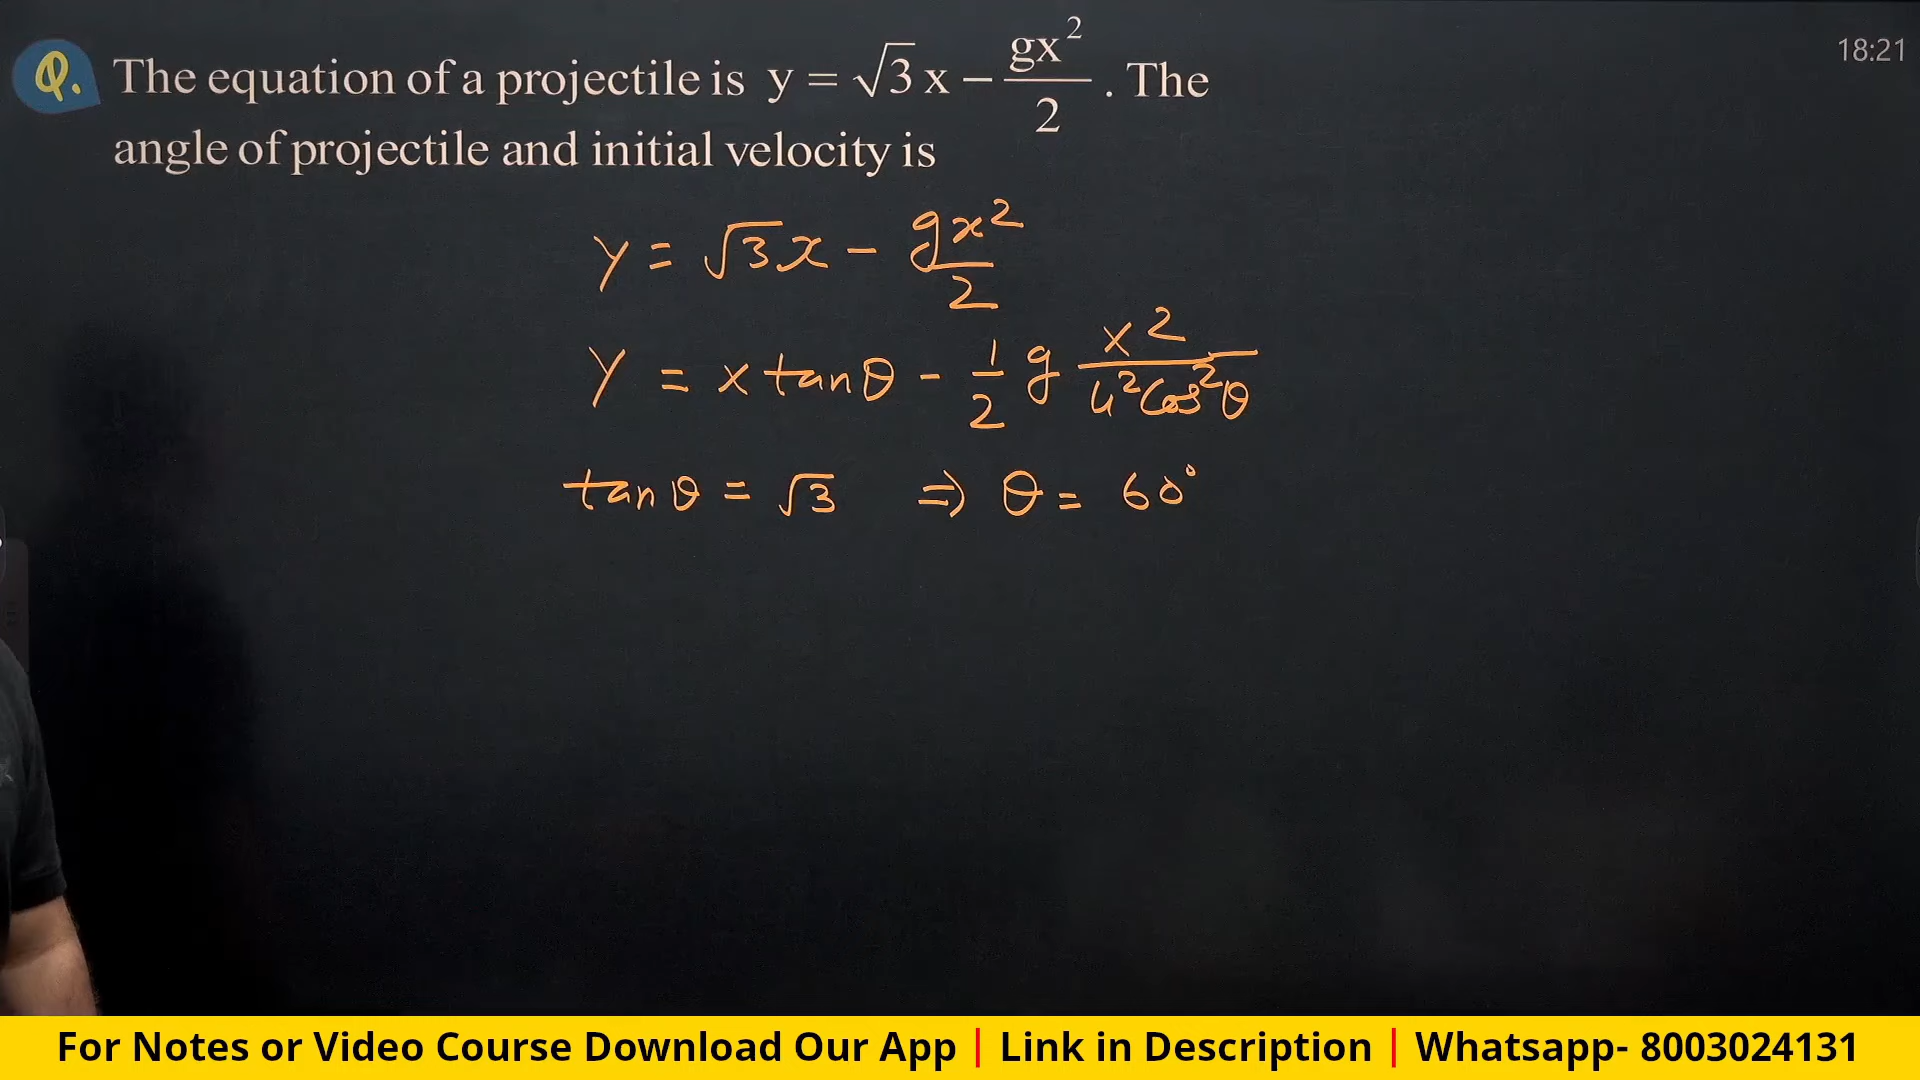 Q. The equation of a projectile is y = √3 x − gx²/2 . The
18:21
angle of projectile and initial velocity is
y = √3x − gx²/2
y = x tanθ − 1/2 g x²/u²cos²θ
tanθ = √3 ⇒ θ = 60°
For Notes or Video Course Download Our App | Link in Description | Whatsapp- 8003024131